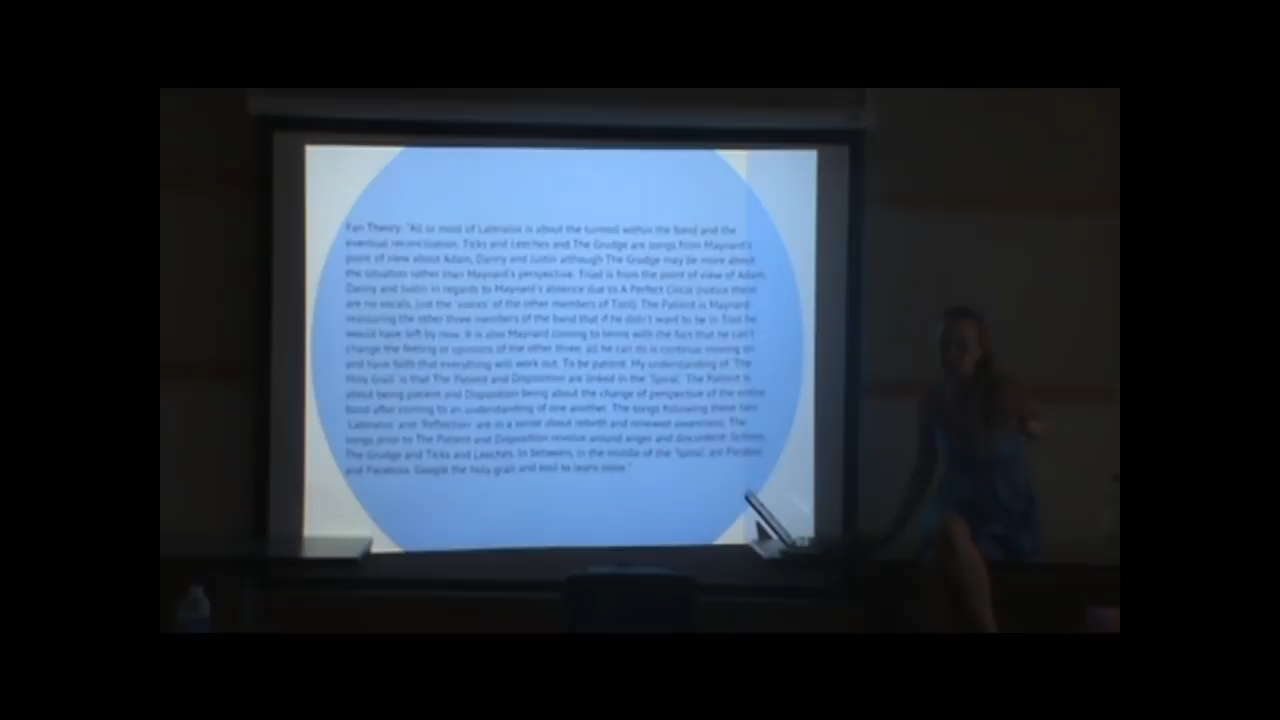 Fan Theory: "All or most of Lateralus is about the turmoil within the band and the
eventual reconciliation. Ticks and Leeches and The Grudge are songs from Maynard's
point of view about Adam, Danny and Justin although The Grudge may be more about
the situation rather than Maynard's perspective. Triad is from the point of view of Adam,
Danny and Justin in regards to Maynard's absence due to A Perfect Circle (notice there
are no vocals, just the 'voices' of the other members of Tool). The Patient is Maynard
reassuring the other three members of the band that if he didn't want to be in Tool he
would have left by now. It is also Maynard coming to terms with the fact that he can't
change the feeling or opinions of the other three, all he can do is continue moving on
and have faith that everything will work out. To be patient. My understanding of 'The
Holy Grail' is that The Patient and Disposition are linked in the 'Spiral,' The Patient is
about being patient and Disposition being about the change of perspective of the entire
band after coming to an understanding of one another. The songs following these two
'Lateralus' and 'Reflection' are in a sense about rebirth and renewed awareness. The
songs prior to The Patient and Disposition revolve around anger and discontent: Schism,
The Grudge and Ticks and Leeches. In between, in the middle of the 'Spiral' are Parabol
and Parabola. Google the holy grail and tool to learn more."